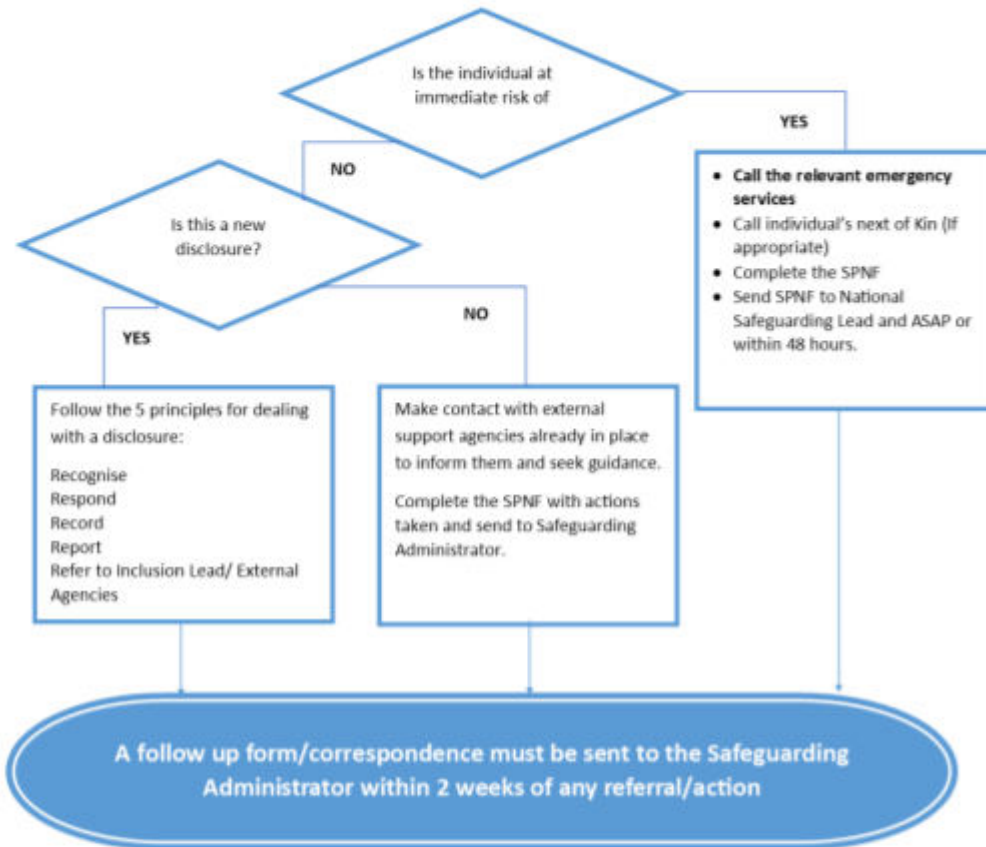 Is the individual at
immediate risk of
YES
NO
• Call the relevant emergency
services
• Call individual's next of Kin (If
appropriate)
• Complete the SPNF
• Send SPNF to National
Safeguarding Lead and ASAP or
within 48 hours.
Is this a new
disclosure?
YES
NO
Follow the 5 principles for dealing
with a disclosure:
Recognise
Respond
Record
Report
Refer to Inclusion Lead/ External
Agencies
Make contact with external
support agencies already in place
to inform them and seek guidance.
Complete the SPNF with actions
taken and send to Safeguarding
Administrator.
A follow up form/correspondence must be sent to the Safeguarding
Administrator within 2 weeks of any referral/action